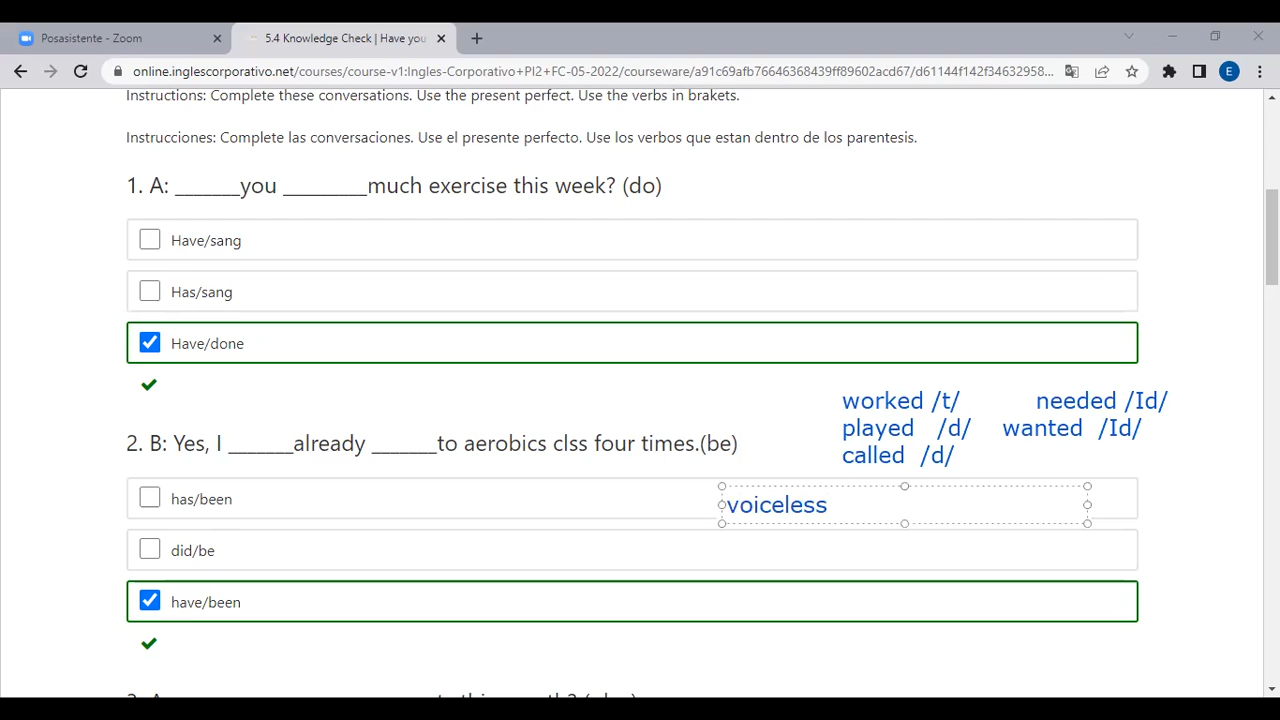 Posasistente - Zoom
5.4 Knowledge Check | Have you
online.inglescorporativo.net/courses/course-v1:Ingles-Corporativo+PI2+FC-05-2022/courseware/a91c69afb76646368439ff89602acd67/d61144f142f34632958...
E
Instructions: Complete these conversations. Use the present perfect. Use the verbs in brakets.
Instrucciones: Complete las conversaciones. Use el presente perfecto. Use los verbos que estan dentro de los parentesis.
1. A: _______you _________much exercise this week? (do)
Have/sang
Has/sang
Have/done
worked /t/ needed /Id/
played /d/ wanted /Id/
called /d/
2. B: Yes, I _______already _______to aerobics clss four times.(be)
has/been
voiceless
did/be
have/been